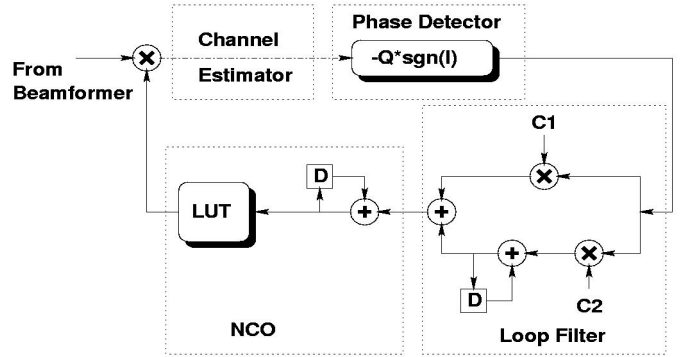 Phase Detector
Channel
Estimator
-Q*sgn(I)
From
Beamformer
×
C1
×
D
LUT
+
+
+
×
D
C2
NCO
Loop Filter